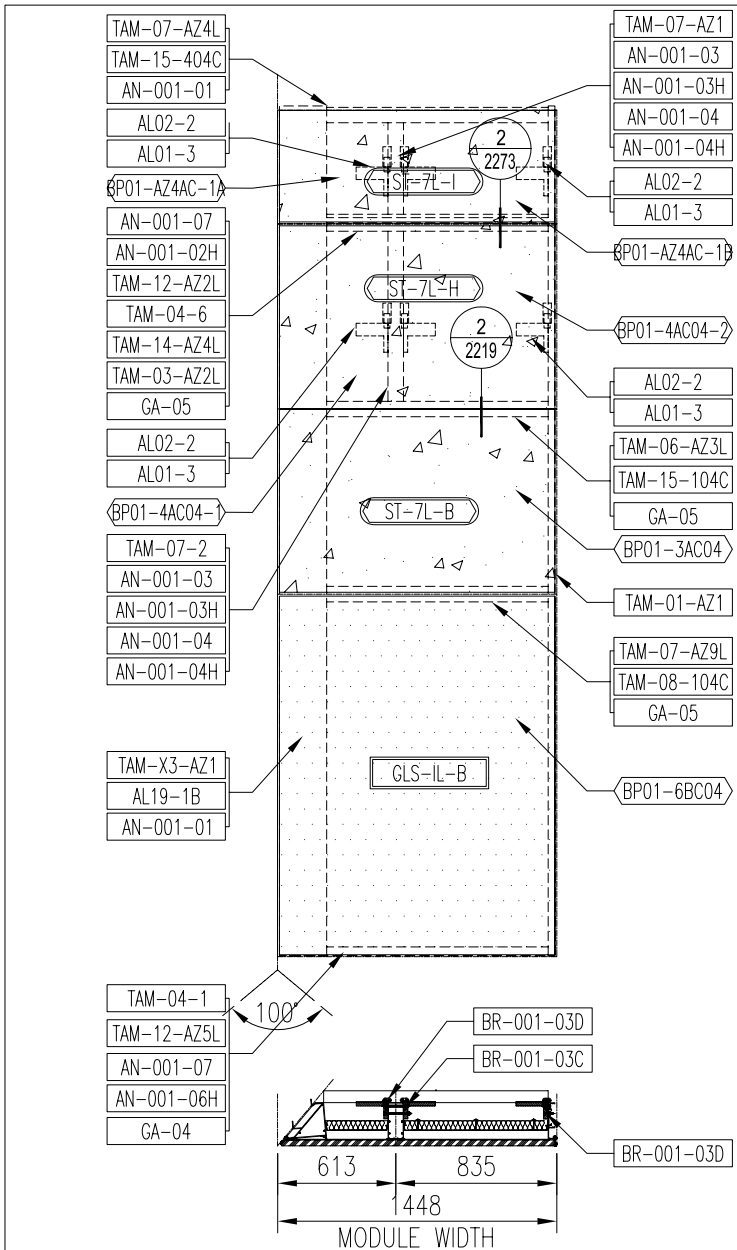 TAM-07-AZ4L
TAM-15-404C
AN-001-01
AL02-2
AL01-3
BP01-AZ4AC-1A
AN-001-07
AN-001-02H
TAM-12-AZ2L
TAM-04-6
TAM-14-AZ4L
TAM-03-AZ2L
GA-05
AL02-2
AL01-3
BP01-4AC04-1
TAM-07-2
AN-001-03
AN-001-03H
AN-001-04
AN-001-04H
TAM-X3-AZ1
AL19-1B
AN-001-01
TAM-04-1
TAM-12-AZ5L
AN-001-07
AN-001-06H
GA-04
2
2273
ST-7L-I
ST-7L-H
2
2219
ST-7L-B
GLS-IL-B
100°
TAM-07-AZ1
AN-001-03
AN-001-03H
AN-001-04
AN-001-04H
AL02-2
AL01-3
BP01-AZ4AC-1B
BP01-4AC04-2
AL02-2
AL01-3
TAM-06-AZ3L
TAM-15-104C
GA-05
BP01-3AC04
TAM-01-AZ1
TAM-07-AZ9L
TAM-08-104C
GA-05
BP01-6BC04
BR-001-03D
BR-001-03C
BR-001-03D
613
835
1448
MODULE WIDTH